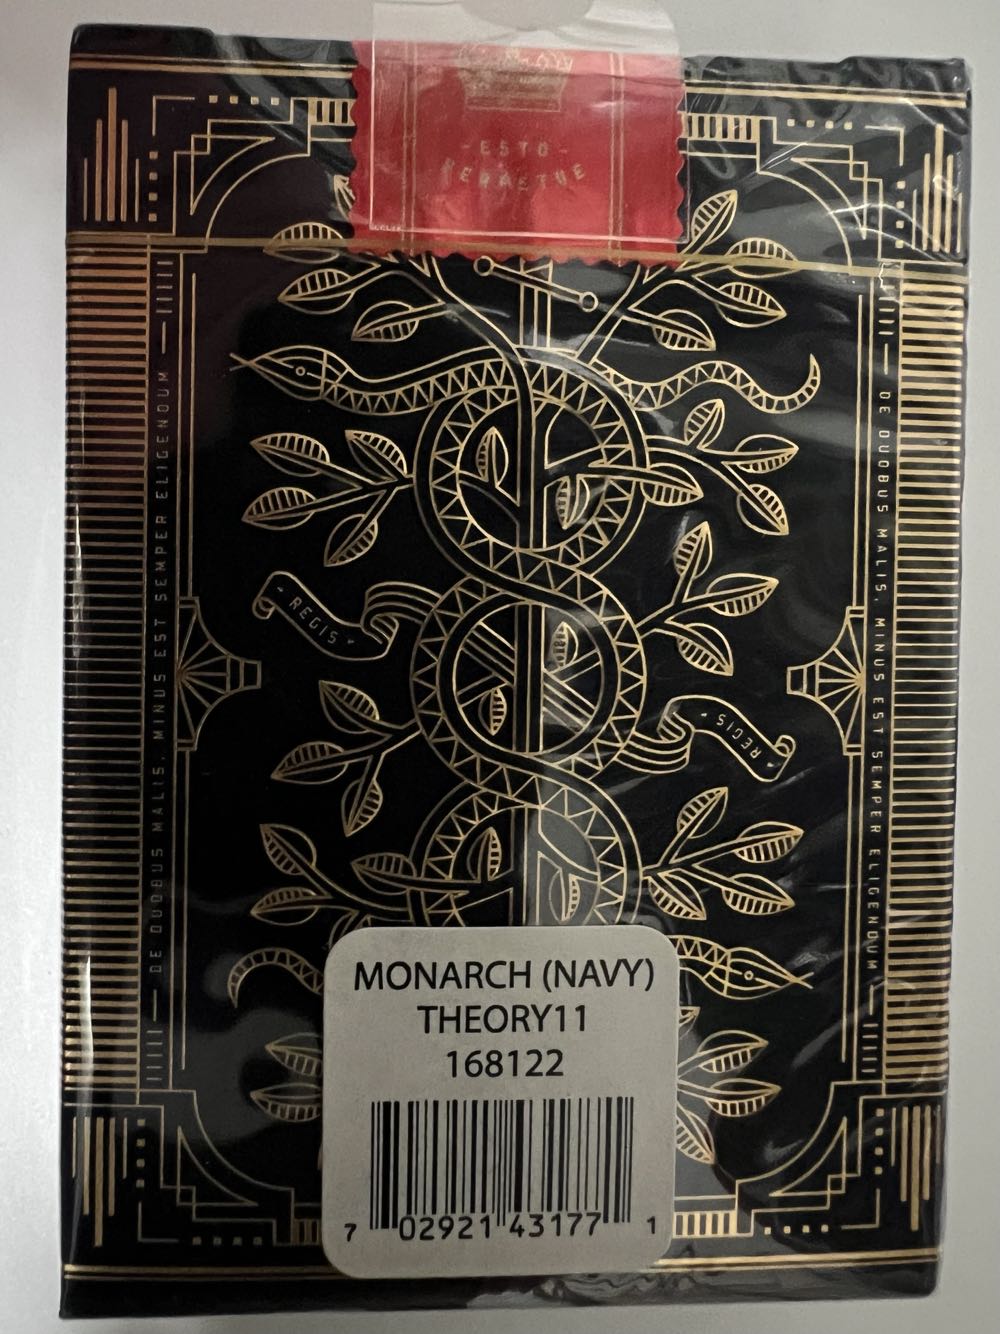 - ESTO -
PERPETUE
DE DUOBUS MALIS, MINUS EST SEMPER ELIGENDUM
DE DUOBUS MALIS, MINUS EST SEMPER ELIGENDUM
REGIS
REGIS
MONARCH (NAVY)
THEORY11
168122
7 02921 43177 1